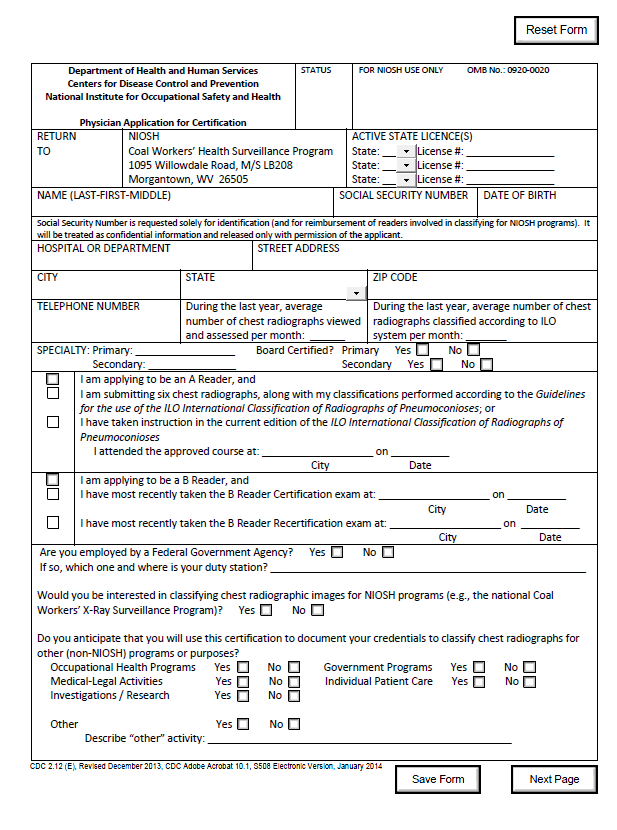 Reset Form
Department of Health and Human Services
Centers for Disease Control and Prevention
National Institute for Occupational Safety and Health
Physician Application for Certification
STATUS
FOR NIOSH USE ONLY OMB No.: 0920-0020
RETURN TO
NIOSH
Coal Workers' Health Surveillance Program
1095 Willowdale Road, M/S LB208
Morgantown, WV 26505
ACTIVE STATE LICENCE(S)
State: ___ License #: _______________
State: ___ License #: _______________
State: ___ License #: _______________
NAME (LAST-FIRST-MIDDLE)
SOCIAL SECURITY NUMBER
DATE OF BIRTH
Social Security Number is requested solely for identification (and for reimbursement of readers involved in classifying for NIOSH programs). It
will be treated as confidential information and released only with permission of the applicant.
HOSPITAL OR DEPARTMENT
STREET ADDRESS
CITY
STATE
ZIP CODE
TELEPHONE NUMBER
During the last year, average
number of chest radiographs viewed
and assessed per month: ______
During the last year, average number of chest
radiographs classified according to ILO
system per month: _______
SPECIALTY: Primary: _________________ Board Certified? Primary Yes No
Secondary: _______________ Secondary Yes No
I am applying to be an A Reader, and
I am submitting six chest radiographs, along with my classifications performed according to the Guidelines
for the use of the ILO International Classification of Radiographs of Pneumoconioses; or
I have taken instruction in the current edition of the ILO International Classification of Radiographs of
Pneumoconioses
I attended the approved course at: ___________________ on __________
City Date
I am applying to be a B Reader, and
I have most recently taken the B Reader Certification exam at: ___________________ on __________
City Date
I have most recently taken the B Reader Recertification exam at: ___________________ on __________
City Date
Are you employed by a Federal Government Agency? Yes No
If so, which one and where is your duty station? ______________________________________________________
Would you be interested in classifying chest radiographic images for NIOSH programs (e.g., the national Coal
Workers' X-Ray Surveillance Program)? Yes No
Do you anticipate that you will use this certification to document your credentials to classify chest radiographs for
other (non-NIOSH) programs or purposes?
Occupational Health Programs Yes No Government Programs Yes No
Medical-Legal Activities Yes No Individual Patient Care Yes No
Investigations / Research Yes No
Other Yes No
Describe "other" activity: ____________________________________________________
CDC 2.12 (E), Revised December 2013, CDC Adobe Acrobat 10.1, S508 Electronic Version, January 2014
Save Form
Next Page